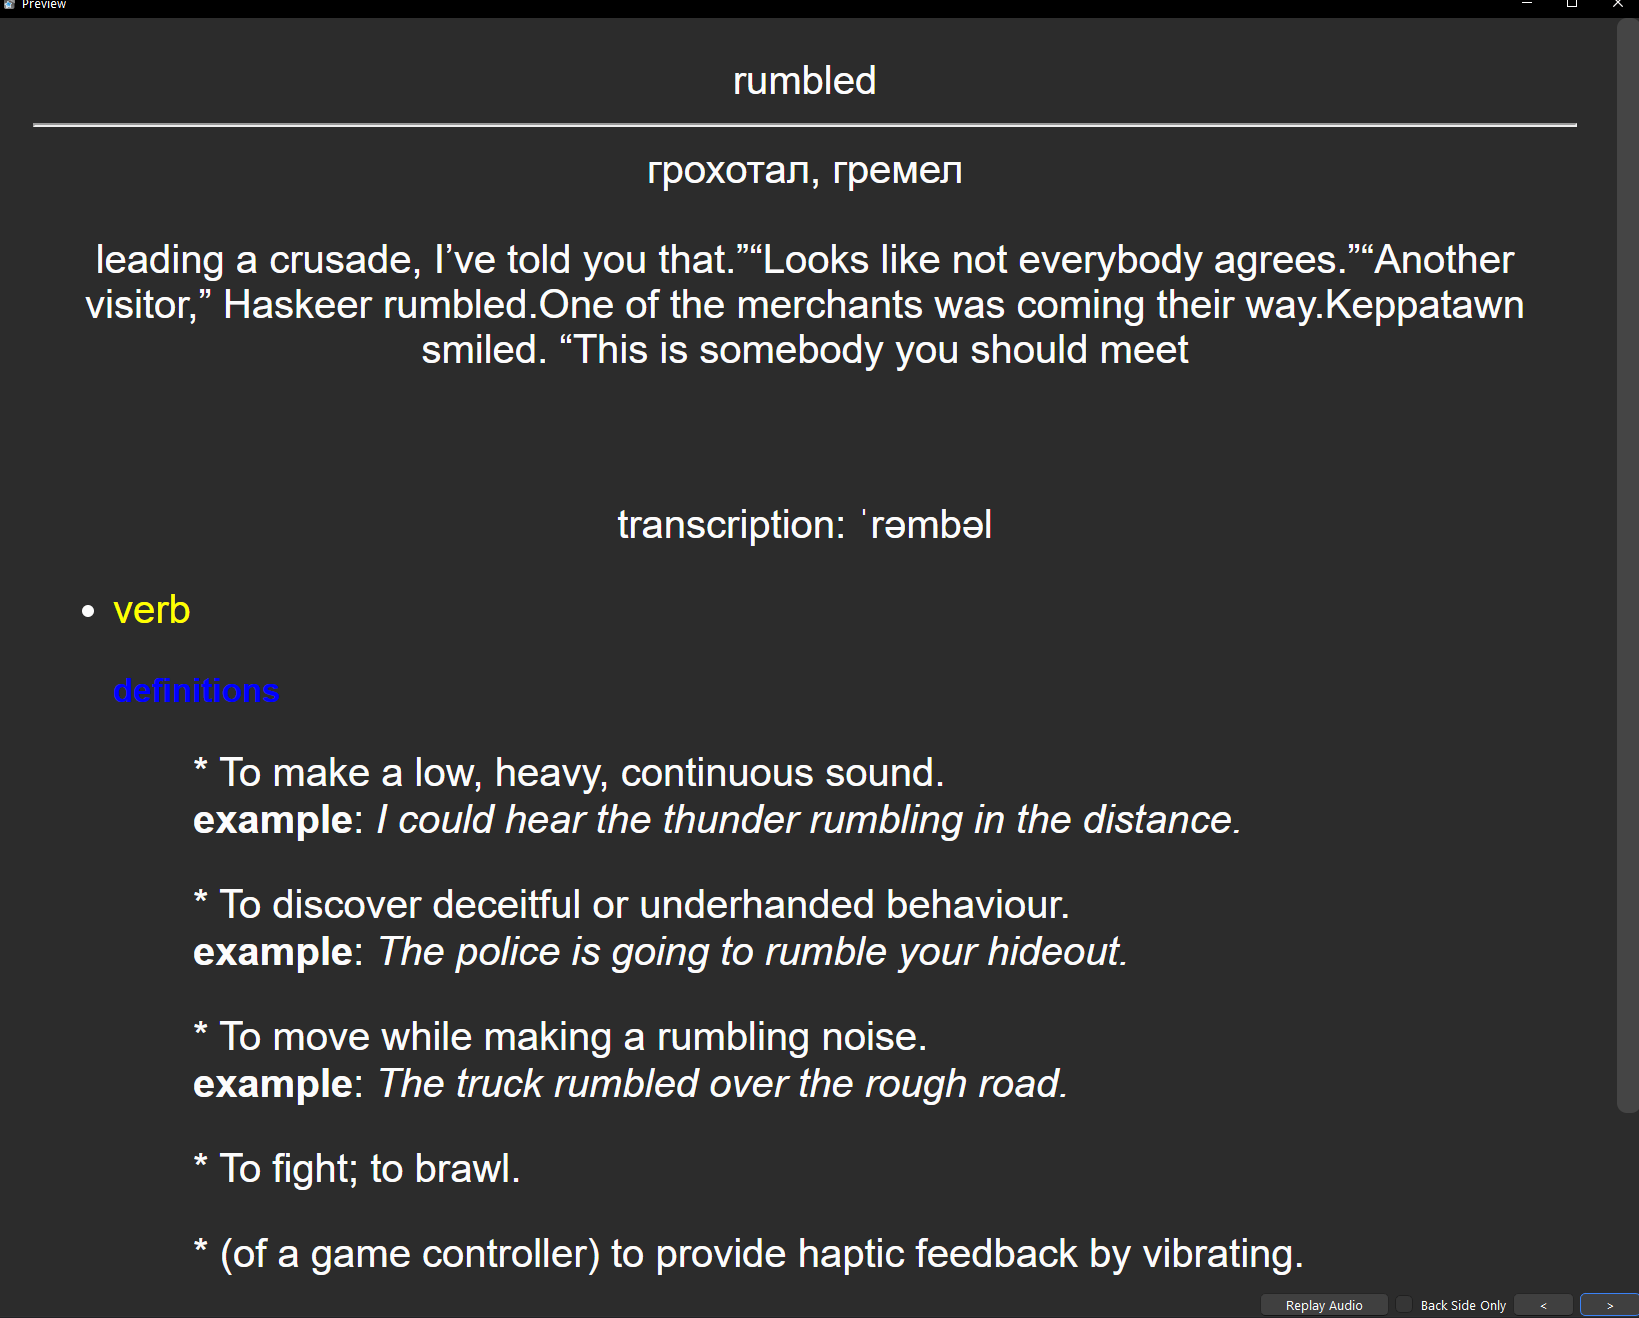 Preview
rumbled
грохотал, гремел
leading a crusade, I’ve told you that.”“Looks like not everybody agrees.”“Another
visitor,” Haskeer rumbled.One of the merchants was coming their way.Keppatawn
smiled. “This is somebody you should meet
transcription: ˈrəmbəl
• verb
definitions
* To make a low, heavy, continuous sound.
example: I could hear the thunder rumbling in the distance.
* To discover deceitful or underhanded behaviour.
example: The police is going to rumble your hideout.
* To move while making a rumbling noise.
example: The truck rumbled over the rough road.
* To fight; to brawl.
* (of a game controller) to provide haptic feedback by vibrating.
Replay Audio Back Side Only < >